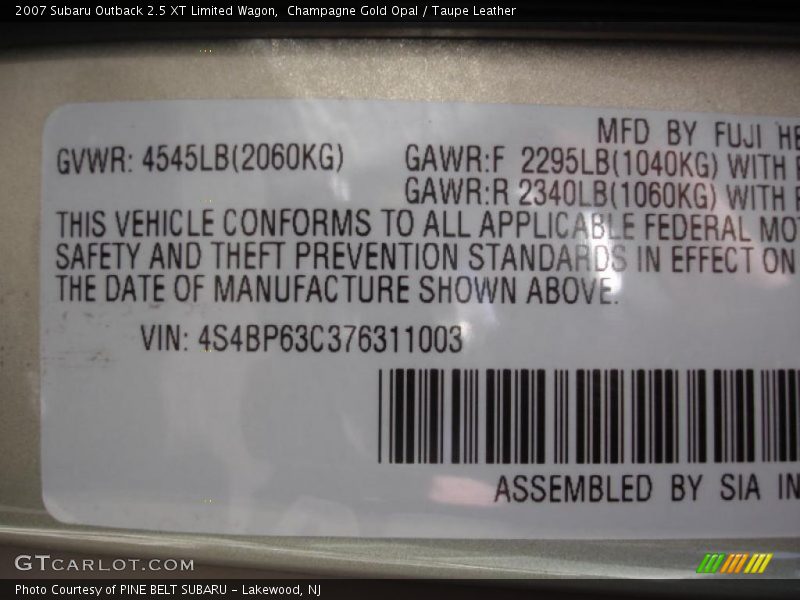 2007 Subaru Outback 2.5 XT Limited Wagon, Champagne Gold Opal / Taupe Leather
MFD BY FUJI HE
GVWR: 4545LB(2060KG) GAWR:F 2295LB(1040KG) WITH
GAWR:R 2340LB(1060KG) WITH
THIS VEHICLE CONFORMS TO ALL APPLICABLE FEDERAL MOT
SAFETY AND THEFT PREVENTION STANDARDS IN EFFECT ON
THE DATE OF MANUFACTURE SHOWN ABOVE.
VIN: 4S4BP63C376311003
ASSEMBLED BY SIA IN
GTCARLOT.COM
Photo Courtesy of PINE BELT SUBARU - Lakewood, NJ